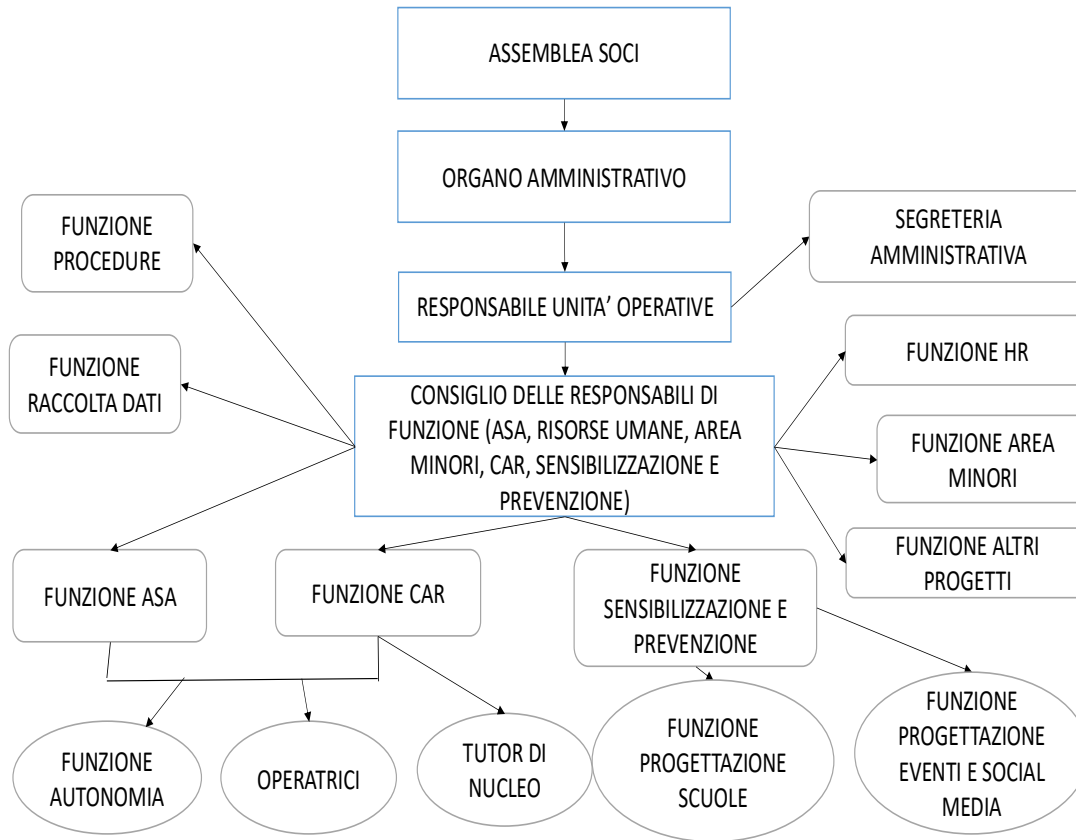 ASSEMBLEA SOCI
ORGANO AMMINISTRATIVO
FUNZIONE
PROCEDURE
SEGRETERIA
AMMINISTRATIVA
RESPONSABILE UNITA’ OPERATIVE
FUNZIONE HR
FUNZIONE
RACCOLTA DATI
CONSIGLIO DELLE RESPONSABILI DI
FUNZIONE (ASA, RISORSE UMANE, AREA
MINORI, CAR, SENSIBILIZZAZIONE E
PREVENZIONE)
FUNZIONE AREA
MINORI
FUNZIONE ALTRI
PROGETTI
FUNZIONE ASA
FUNZIONE CAR
FUNZIONE
SENSIBILIZZAZIONE E
PREVENZIONE
FUNZIONE
AUTONOMIA
OPERATRICI
TUTOR DI
NUCLEO
FUNZIONE
PROGETTAZIONE
SCUOLE
FUNZIONE
PROGETTAZIONE
EVENTI E SOCIAL
MEDIA